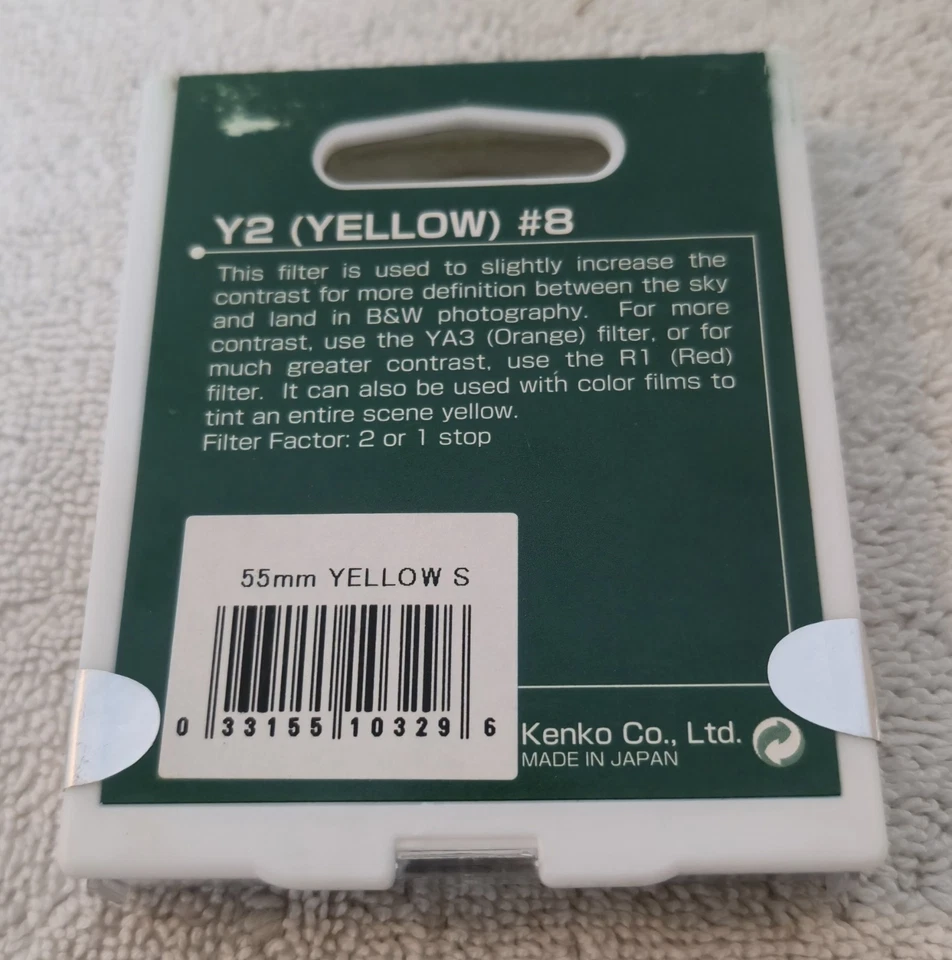 Y2 (YELLOW) #8
This filter is used to slightly increase the
contrast for more definition between the sky
and land in B&W photography. For more
contrast, use the YA3 (Orange) filter, or for
much greater contrast, use the R1 (Red)
filter. It can also be used with color films to
tint an entire scene yellow.
Filter Factor: 2 or 1 stop
55mm YELLOW S
0 33155 10329 6
Kenko Co., Ltd.
MADE IN JAPAN